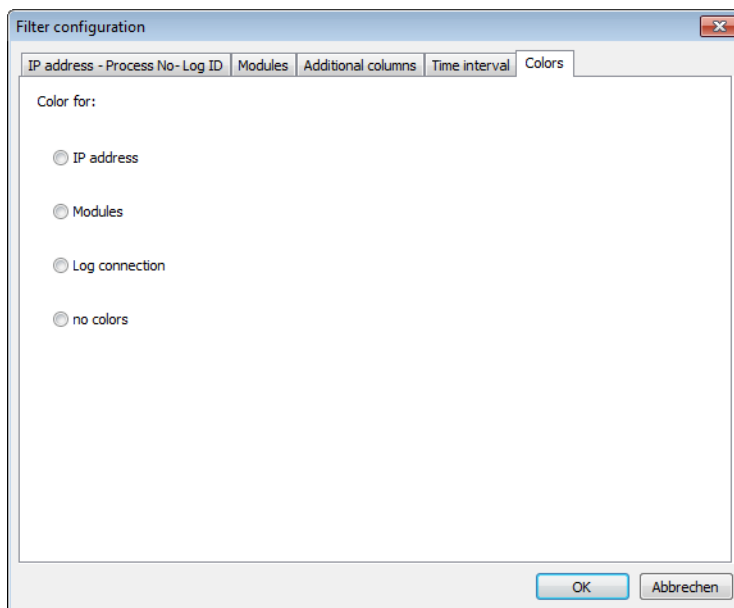 Filter configuration
IP address - Process No- Log ID Modules Additional columns Time interval Colors
Color for:
IP address
Modules
Log connection
no colors
OK Abbrechen